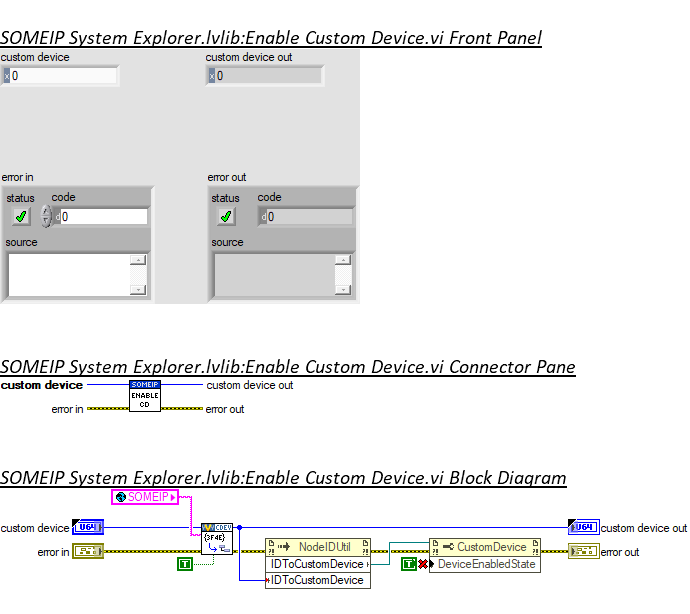 SOMEIP System Explorer.lvlib:Enable Custom Device.vi Front Panel
custom device
custom device out
x 0
x 0
error in
error out
status
code
status
code
d 0
d 0
source
source
SOMEIP System Explorer.lvlib:Enable Custom Device.vi Connector Pane
custom device
SOMEIP
custom device out
error in
ENABLE
CD
error out
SOMEIP System Explorer.lvlib:Enable Custom Device.vi Block Diagram
SOMEIP
custom device
U64
CDEV
U64
custom device out
{3F4E}
error in
NodeIDUtil
CustomDevice
error out
T
IDToCustomDevice
T
DeviceEnabledState
IDToCustomDevice